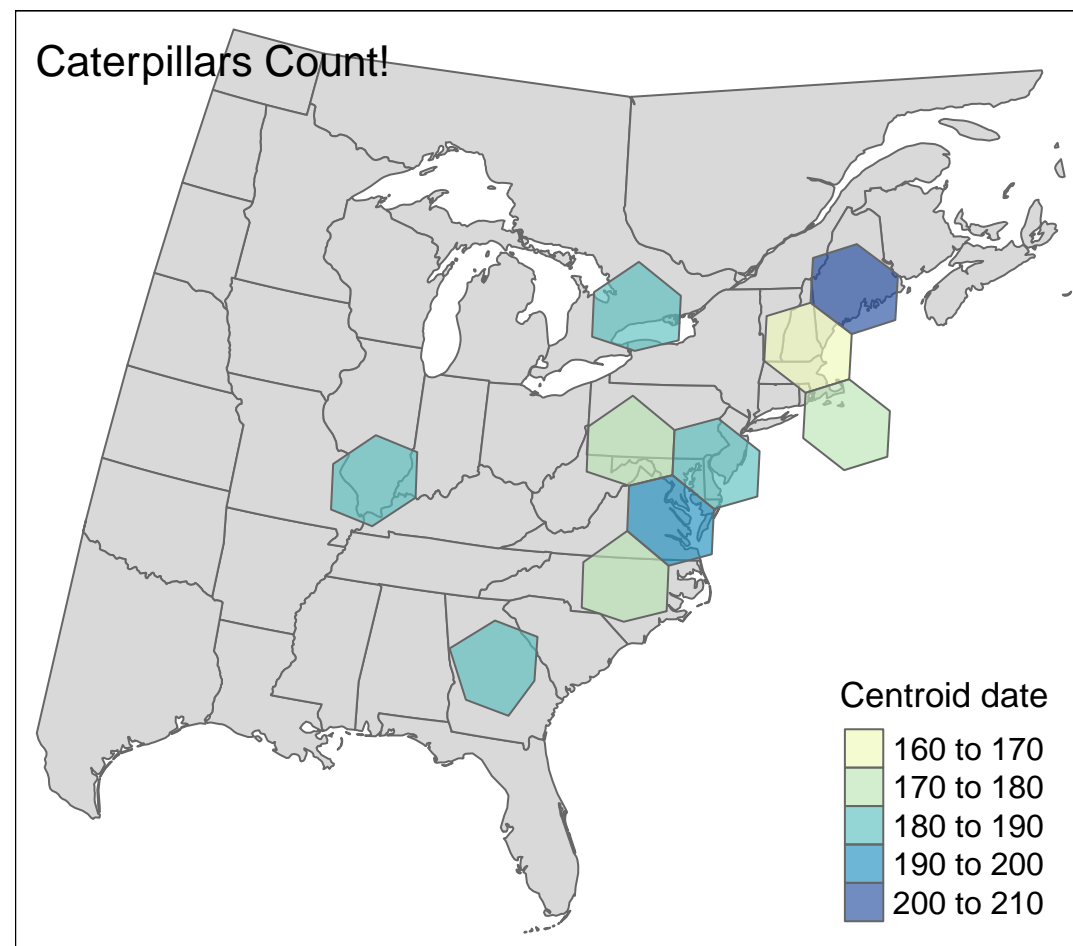 Caterpillars Count!
Centroid date
160 to 170
170 to 180
180 to 190
190 to 200
200 to 210